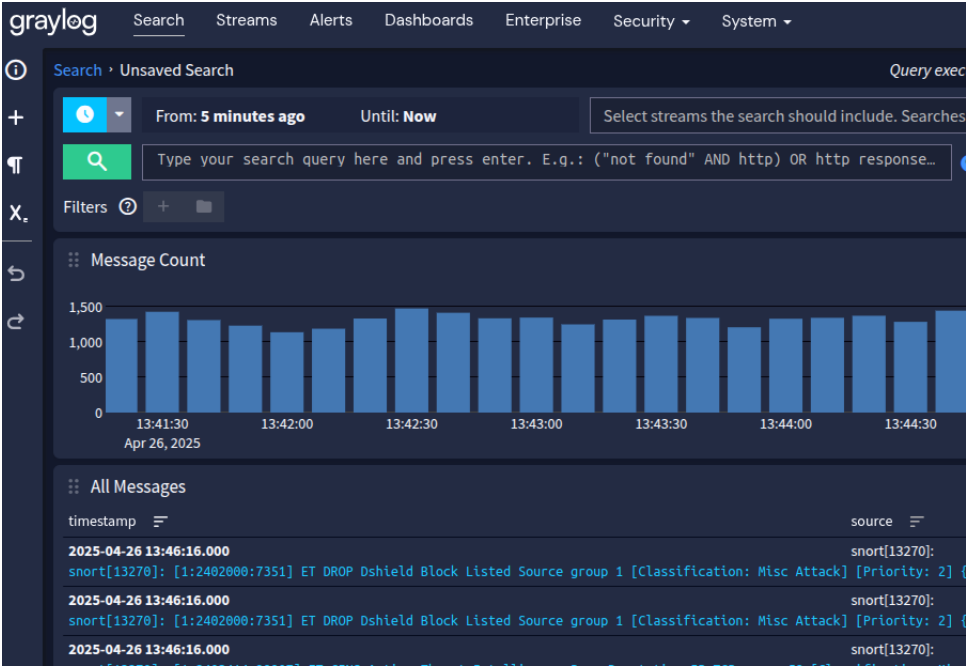 graylog Search Streams Alerts Dashboards Enterprise Security System
Search › Unsaved Search Query exec
From: 5 minutes ago Until: Now Select streams the search should include. Searches
Type your search query here and press enter. E.g.: ("not found" AND http) OR http response…
Filters
Message Count
1,500
1,000
500
0
13:41:30 13:42:00 13:42:30 13:43:00 13:43:30 13:44:00 13:44:30
Apr 26, 2025
All Messages
timestamp source
2025-04-26 13:46:16.000 snort[13270]:
snort[13270]: [1:2402000:7351] ET DROP Dshield Block Listed Source group 1 [Classification: Misc Attack] [Priority: 2] {
2025-04-26 13:46:16.000 snort[13270]:
snort[13270]: [1:2402000:7351] ET DROP Dshield Block Listed Source group 1 [Classification: Misc Attack] [Priority: 2] {
2025-04-26 13:46:16.000 snort[13270]: